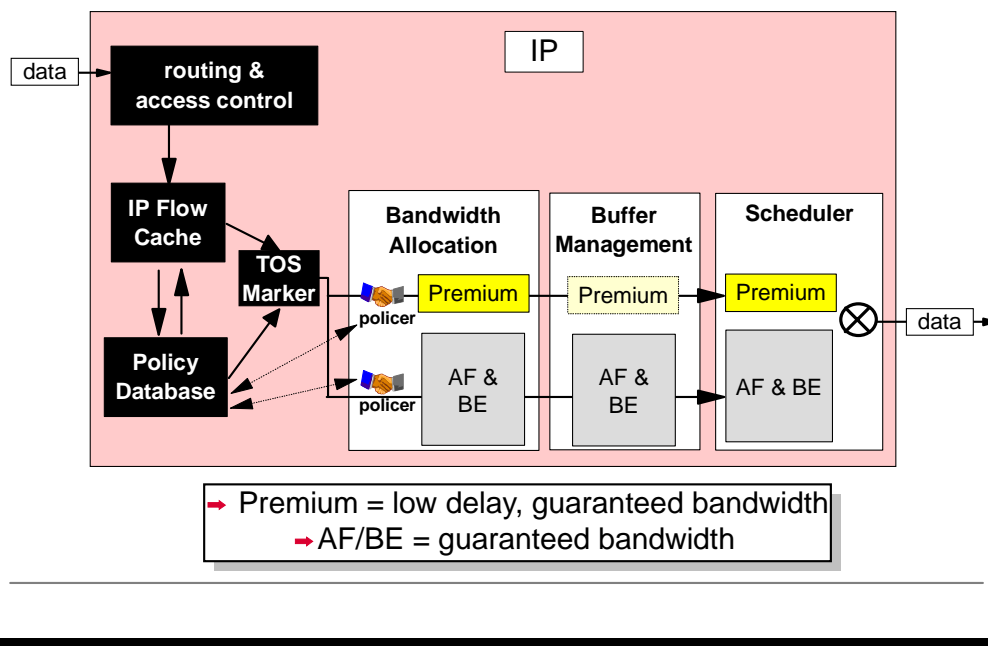 IP
data
routing &
access control
IP Flow
Cache
TOS
Marker
Policy
Database
Bandwidth
Allocation
policer
Premium
policer
AF &
BE
Buffer
Management
Premium
AF &
BE
Scheduler
Premium
AF & BE
data
Premium = low delay, guaranteed bandwidth
AF/BE = guaranteed bandwidth